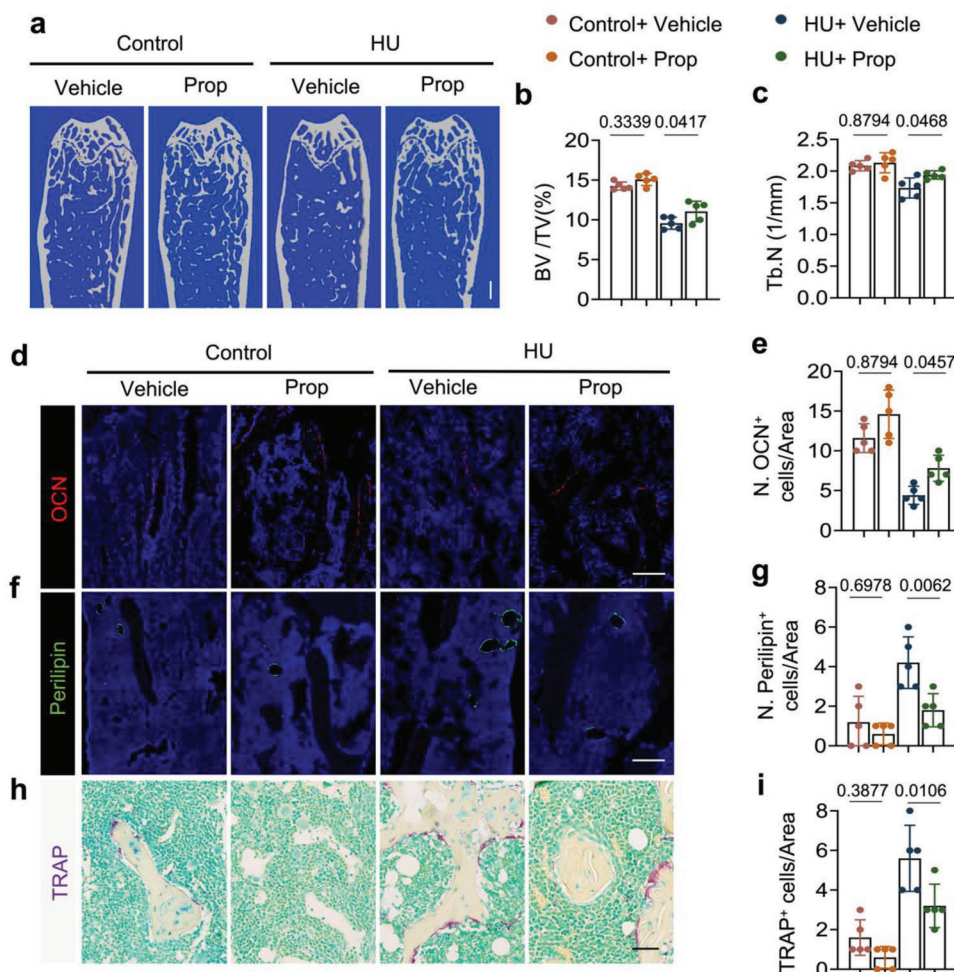 a
Control
HU
Vehicle
Prop
Vehicle
Prop
Control+ Vehicle
HU+ Vehicle
Control+ Prop
HU+ Prop
b
0.3339
0.0417
BV /TV(%)
20
15
10
5
0
c
0.8794
0.0468
Tb.N (1/mm)
2.5
2.0
1.5
1.0
0.5
0.0
d
Control
HU
Vehicle
Prop
Vehicle
Prop
OCN
e
0.8794
0.0457
N. OCN⁺
cells/Area
20
15
10
5
0
f
Perilipin
g
0.6978
0.0062
N. Perilipin⁺
cells/Area
8
6
4
2
0
h
TRAP
i
0.3877
0.0106
TRAP⁺ cells/Area
8
6
4
2
0